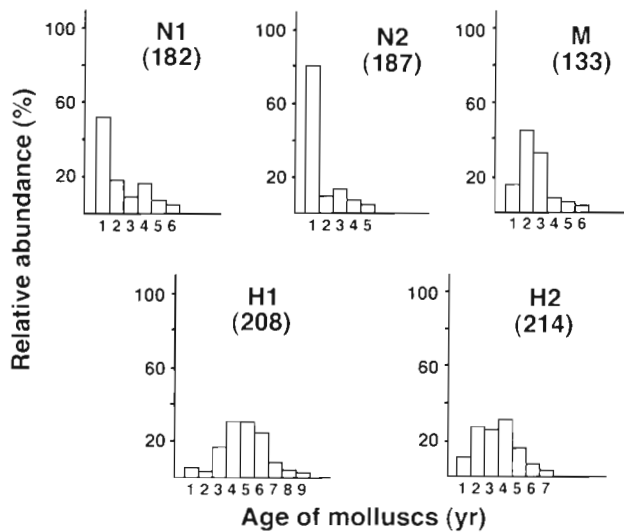 Relative abundance (%)
N1
(182)
100
60
20
1 2 3 4 5 6
N2
(187)
100
60
20
1 2 3 4 5
M
(133)
100
60
20
1 2 3 4 5 6
H1
(208)
100
60
20
1 2 3 4 5 6 7 8 9
H2
(214)
100
60
20
1 2 3 4 5 6 7
Age of molluscs (yr)